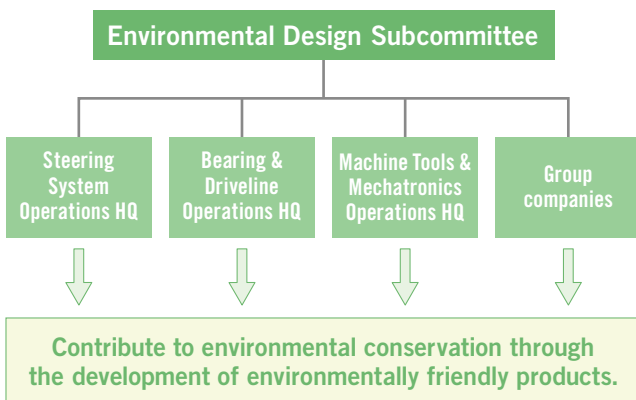 Environmental Design Subcommittee
Steering
System
Operations HQ
Bearing &
Driveline
Operations HQ
Machine Tools &
Mechatronics
Operations HQ
Group
companies
Contribute to environmental conservation through
the development of environmentally friendly products.